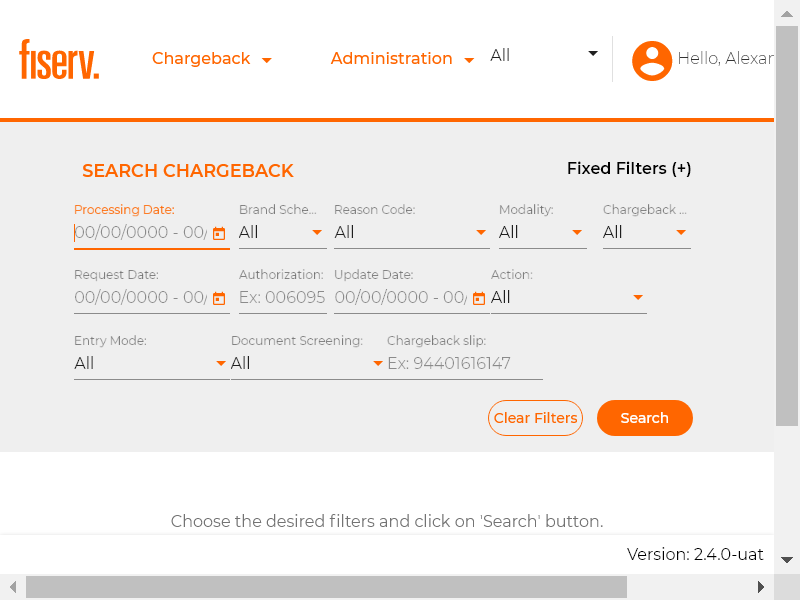 fiserv.
Chargeback
Administration
All
Hello, Alexar
SEARCH CHARGEBACK
Fixed Filters (+)
Processing Date:
Brand Sche...
Reason Code:
Modality:
Chargeback ...
00/00/0000 - 00/
All
All
All
All
Request Date:
Authorization:
Update Date:
Action:
00/00/0000 - 00/
Ex: 006095
00/00/0000 - 00/
All
Entry Mode:
Document Screening:
Chargeback slip:
All
All
Ex: 94401616147
Clear Filters
Search
Choose the desired filters and click on 'Search' button.
Version: 2.4.0-uat